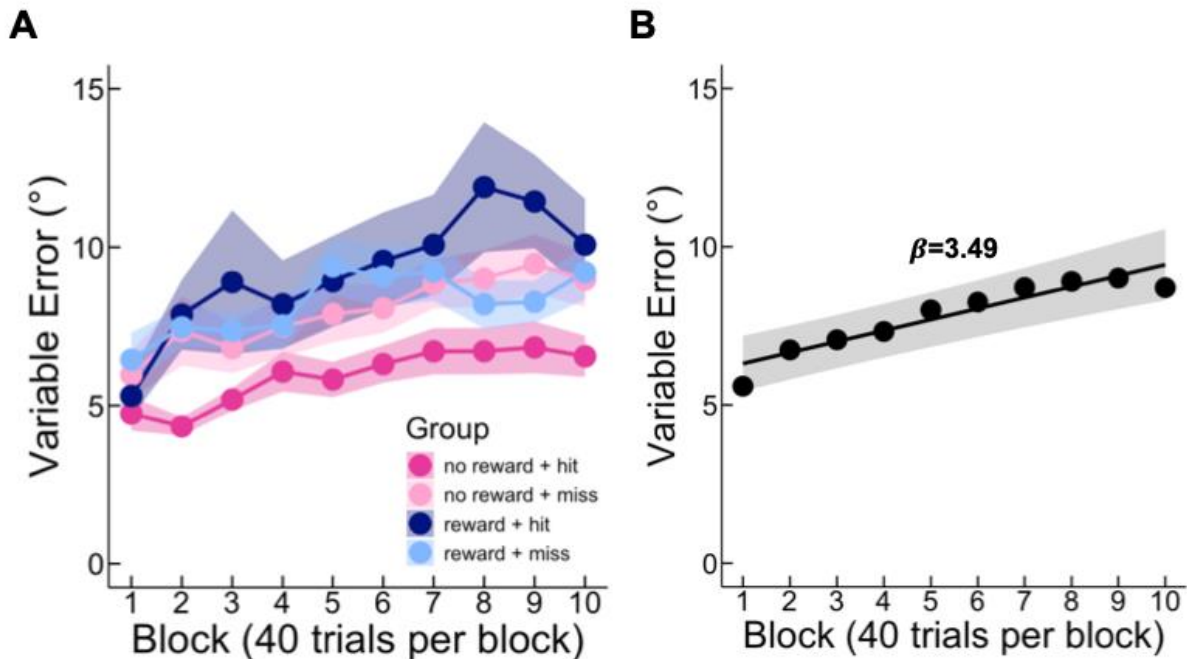 A
Variable Error (°)
15
10
5
0
Group
no reward + hit
no reward + miss
reward + hit
reward + miss
1 2 3 4 5 6 7 8 9 10
Block (40 trials per block)
B
Variable Error (°)
15
10
5
0
β=3.49
1 2 3 4 5 6 7 8 9 10
Block (40 trials per block)